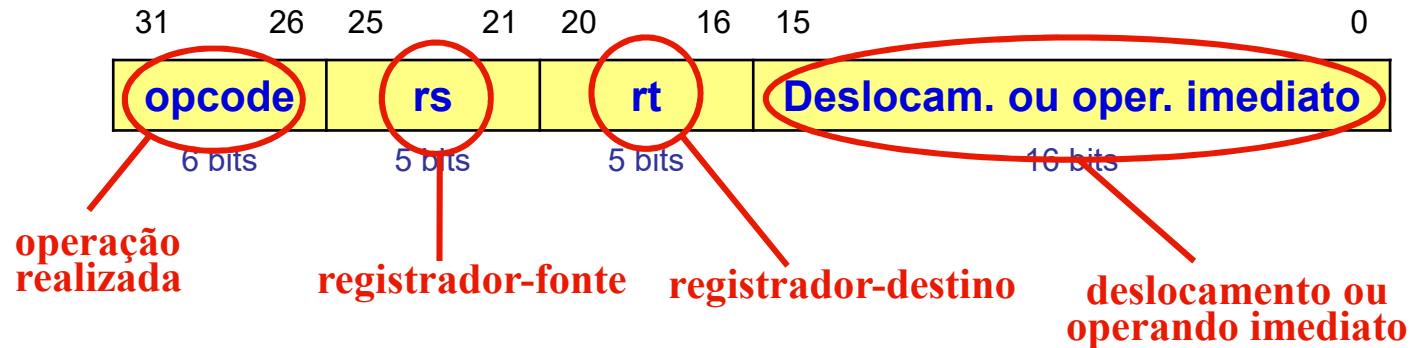 31 26 25 21 20 16 15 0
opcode rs rt Deslocam. ou oper. imediato
6 bits 5 bits 5 bits 16 bits
operação
realizada
registrador-fonte
registrador-destino
deslocamento ou
operando imediato